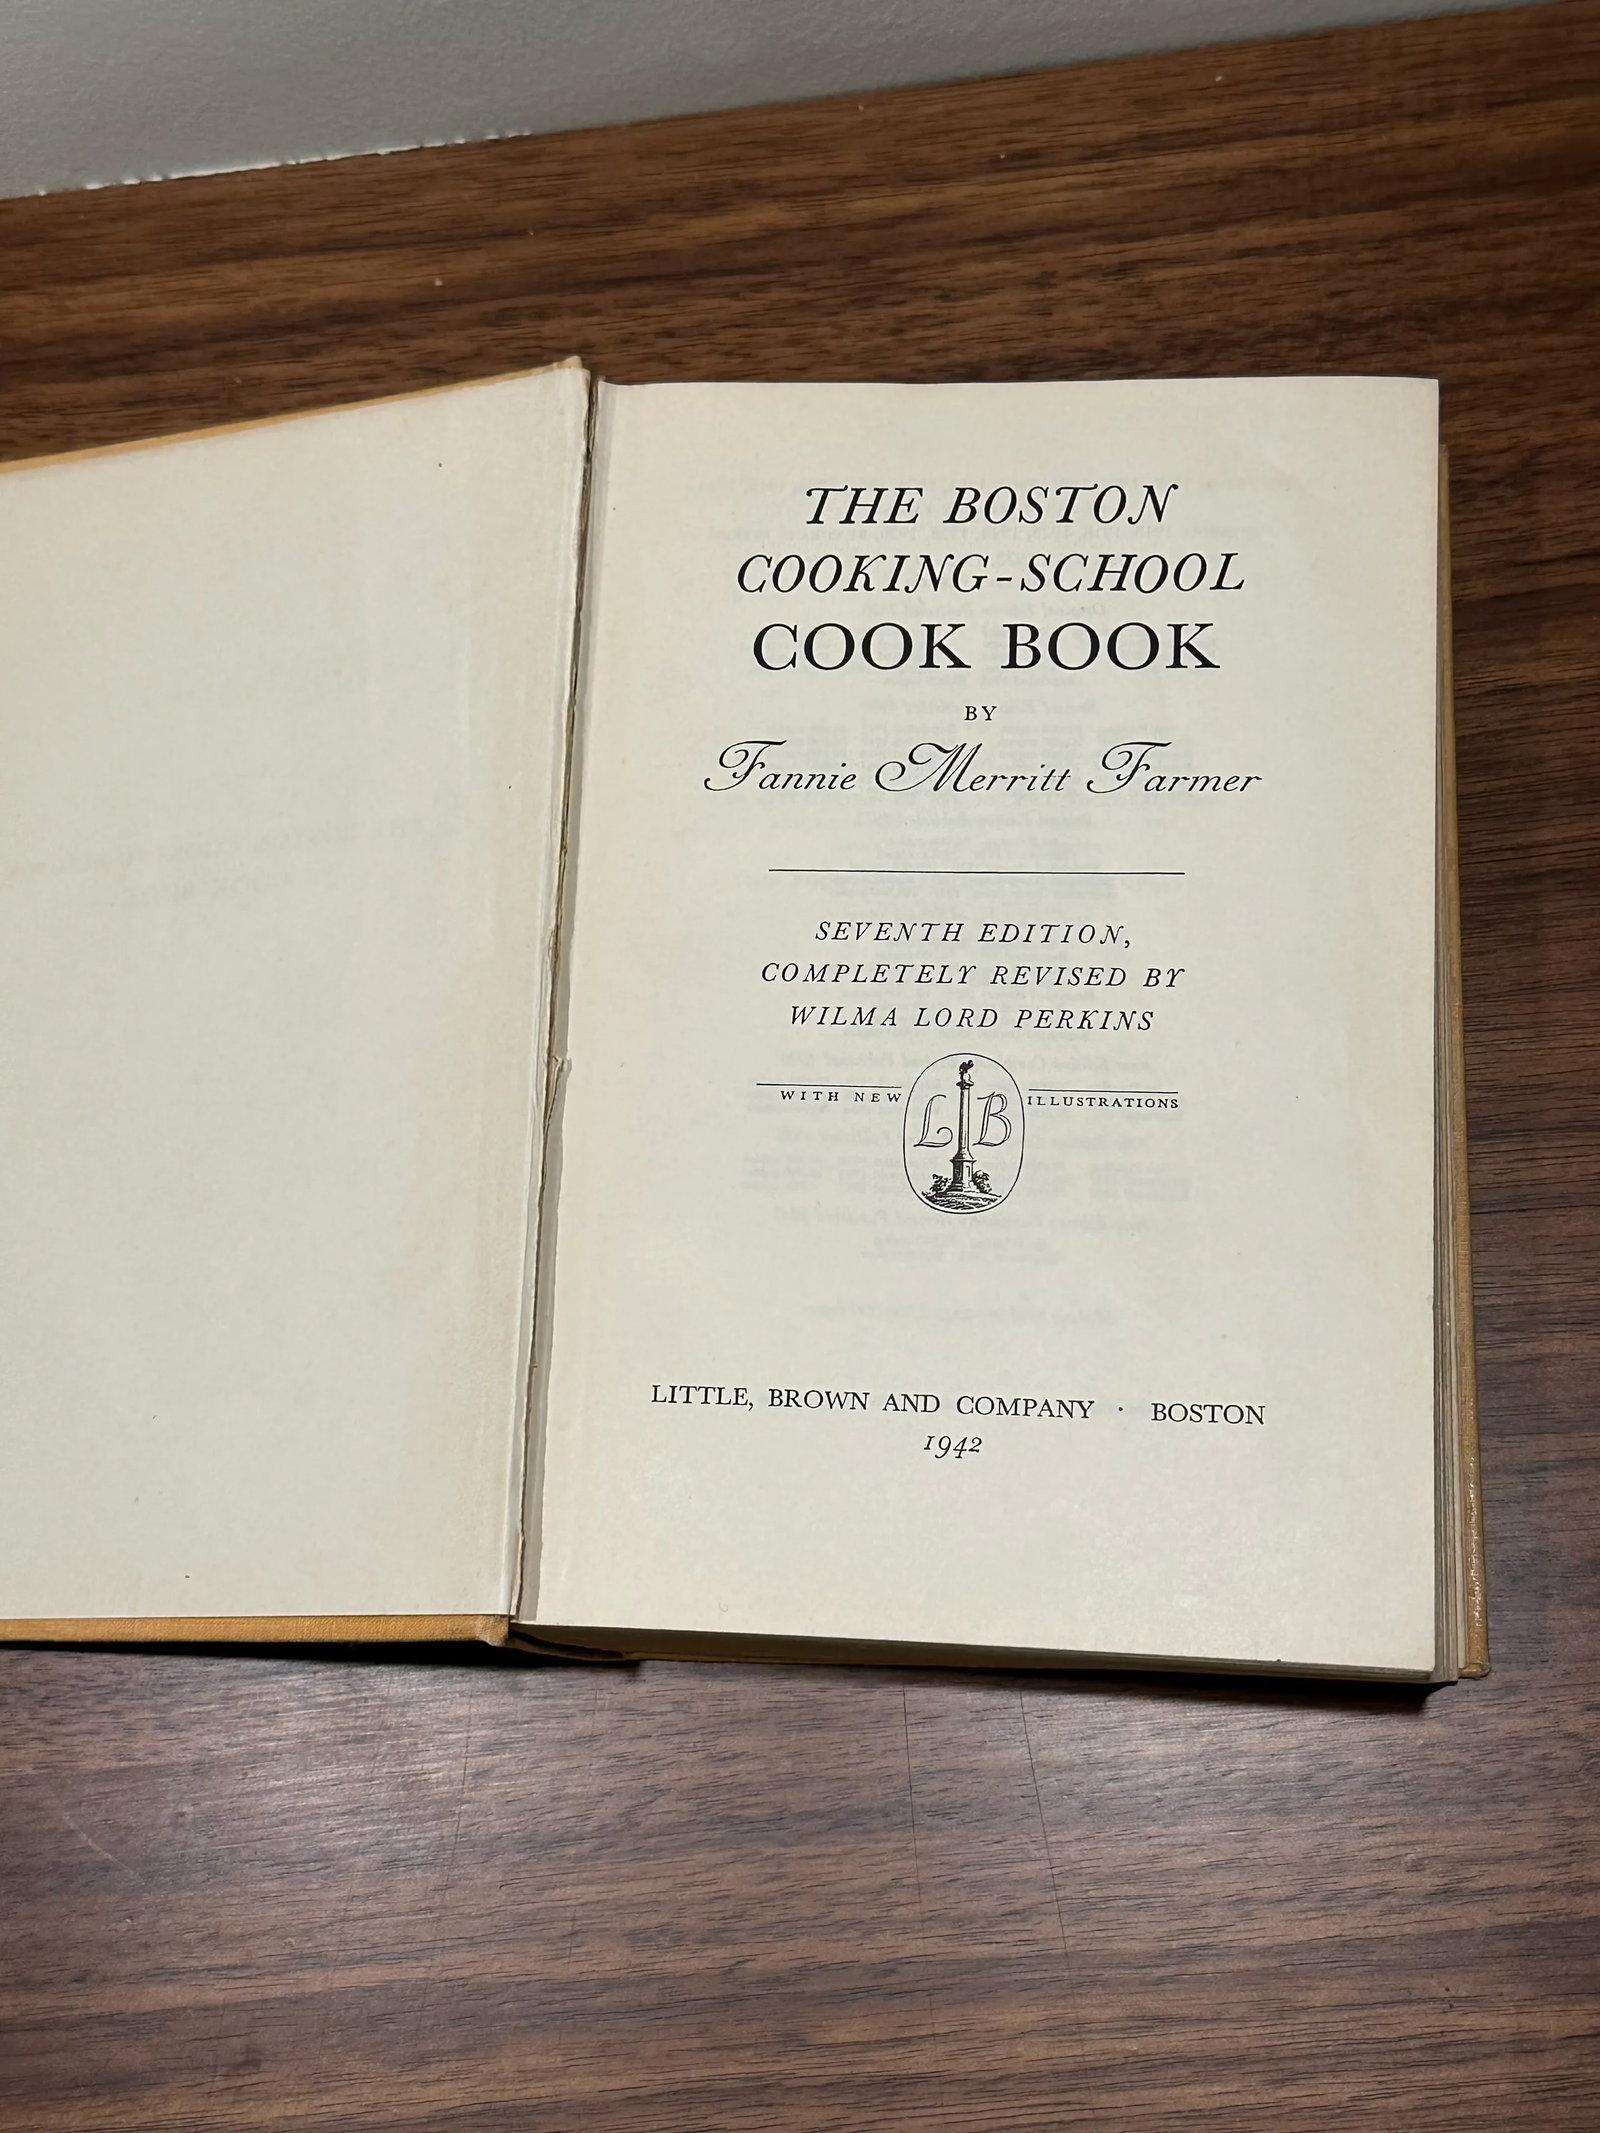 THE BOSTON
COOKING-SCHOOL
COOK BOOK
BY
Fannie Merritt Farmer
SEVENTH EDITION,
COMPLETELY REVISED BY
WILMA LORD PERKINS
WITH NEW L B ILLUSTRATIONS
LITTLE, BROWN AND COMPANY · BOSTON
1942